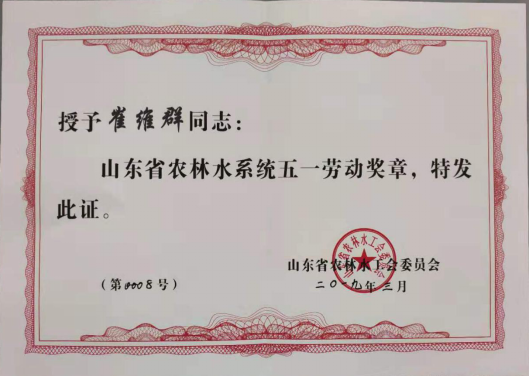 授予崔维群同志：
山东省农林水系统五一劳动奖章，特发
此证。
山东省农林水工会委员会
（第0008号）
二〇一九年三月